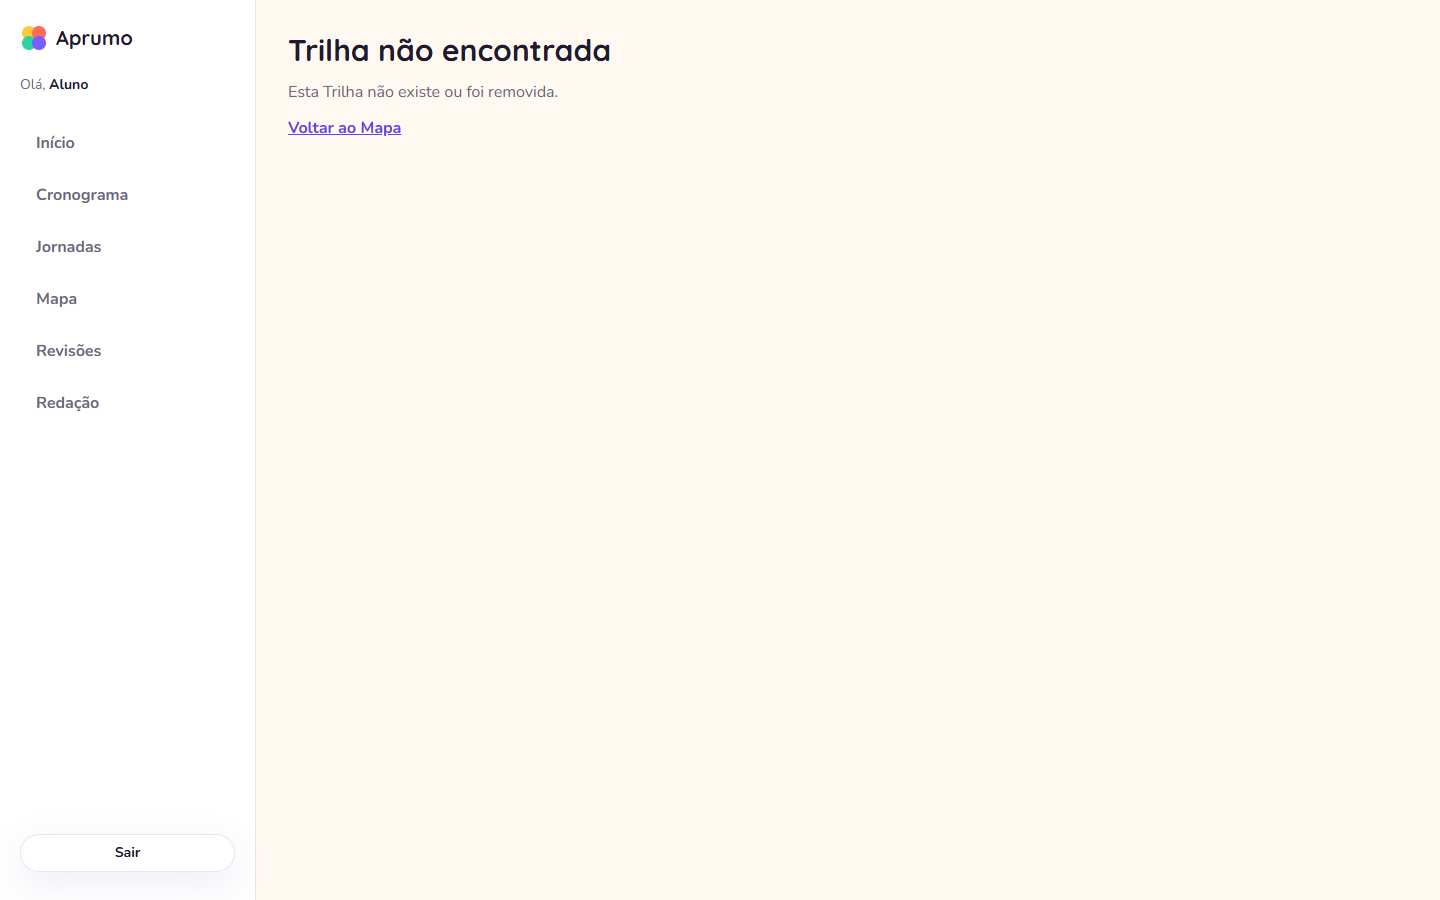 Aprumo
Olá, Aluno
Início
Cronograma
Jornadas
Mapa
Revisões
Redação
Sair
Trilha não encontrada
Esta Trilha não existe ou foi removida.
Voltar ao Mapa